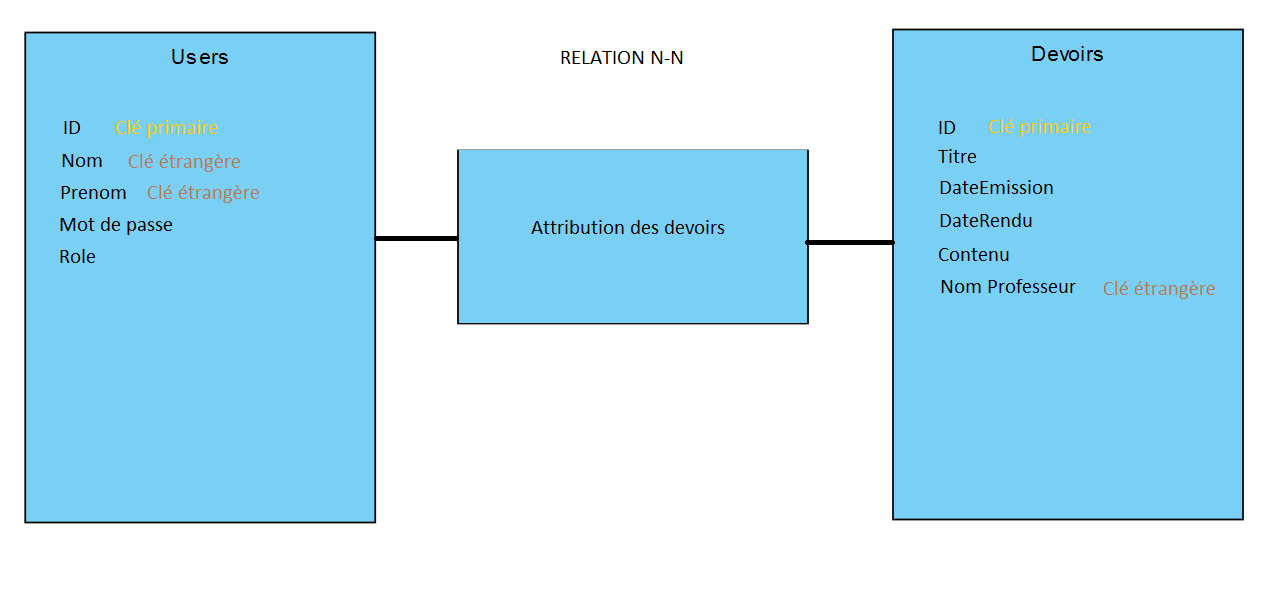 Users
ID Clé primaire
Nom Clé étrangère
Prenom Clé étrangère
Mot de passe
Role
RELATION N-N
Attribution des devoirs
Devoirs
ID Clé primaire
Titre
DateEmission
DateRendu
Contenu
Nom Professeur Clé étrangère